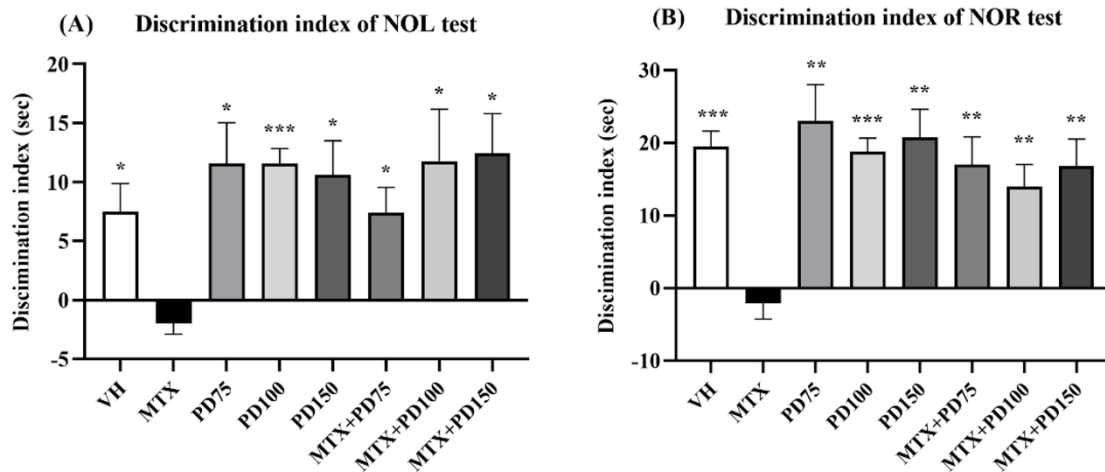 (A) Discrimination index of NOL test
Discrimination index (sec)
20
15
10
5
0
-5
*
*
***
*
*
*
*
VH
MTX
PD75
PD100
PD150
MTX+PD75
MTX+PD100
MTX+PD150
(B) Discrimination index of NOR test
Discrimination index (sec)
30
20
10
0
-10
***
**
***
**
**
**
**
VH
MTX
PD75
PD100
PD150
MTX+PD75
MTX+PD100
MTX+PD150